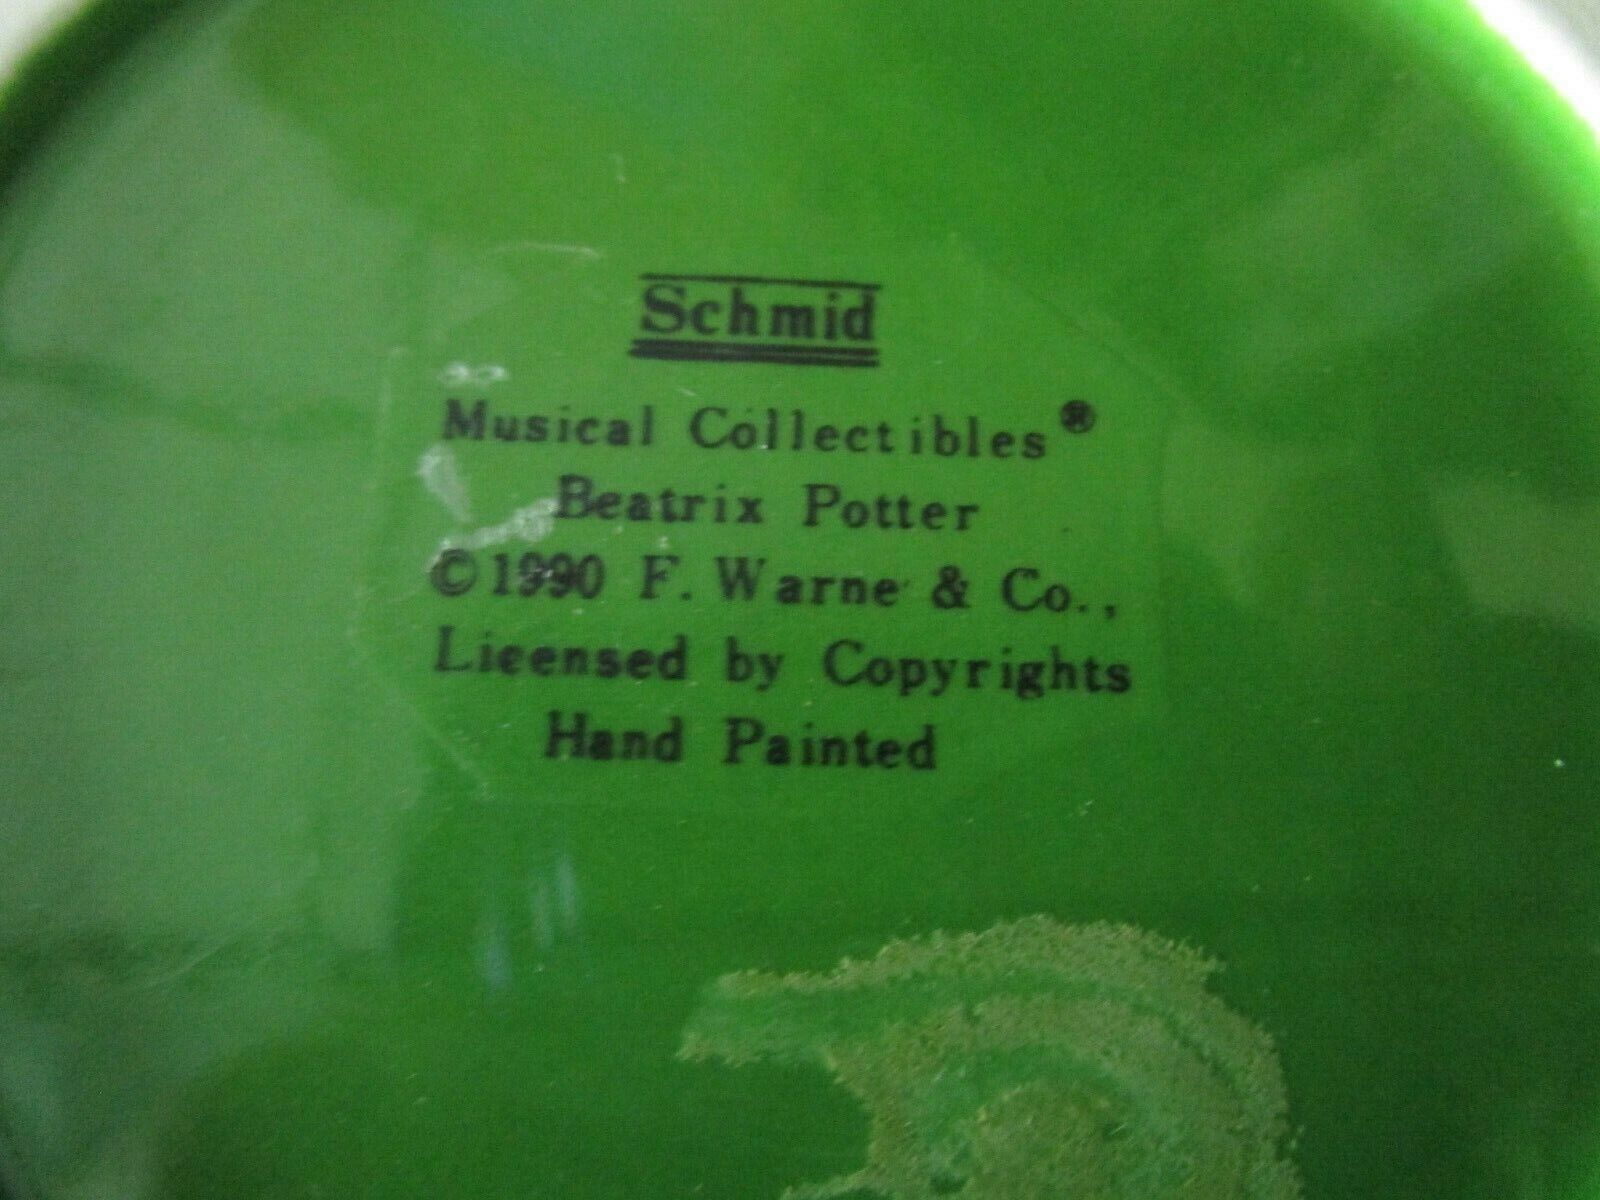 Schmid
Musical Collectibles®
Beatrix Potter
©1990 F. Warne & Co.,
Licensed by Copyrights
Hand Painted